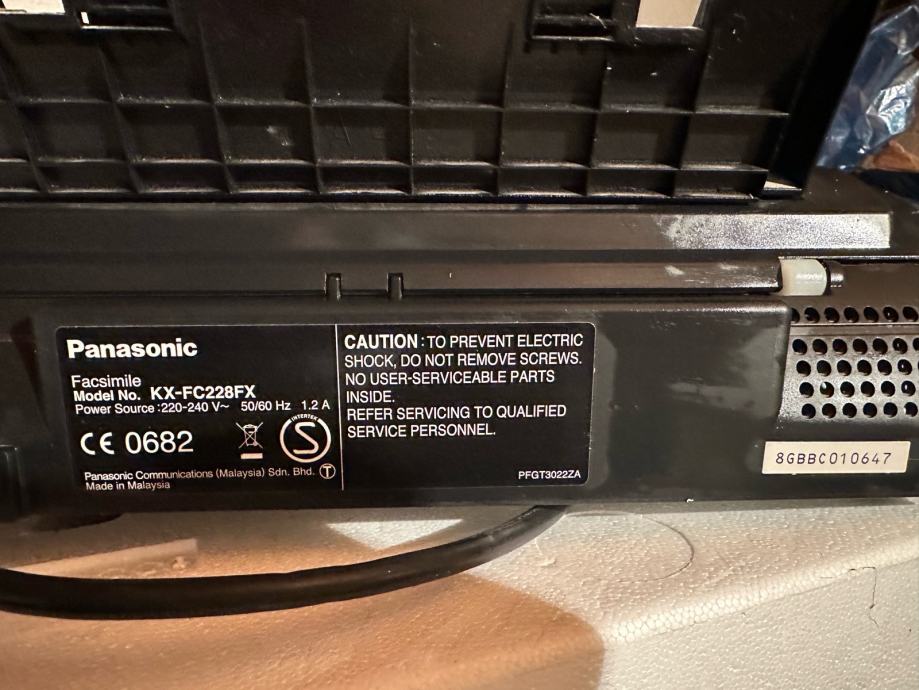 Panasonic
Facsimile
Model No. KX-FC228FX
Power Source :220-240 V~ 50/60 Hz 1.2 A
CE 0682
INTERTEK
S
Panasonic Communications (Malaysia) Sdn. Bhd. T
Made in Malaysia
CAUTION : TO PREVENT ELECTRIC
SHOCK, DO NOT REMOVE SCREWS.
NO USER-SERVICEABLE PARTS
INSIDE.
REFER SERVICING TO QUALIFIED
SERVICE PERSONNEL.
PFGT3022ZA
8GBBC010647